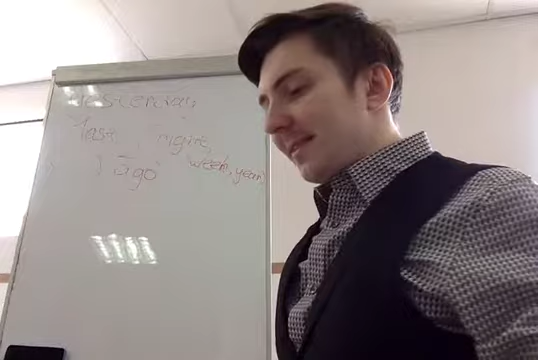 yesterday
last night,
week, year
ago